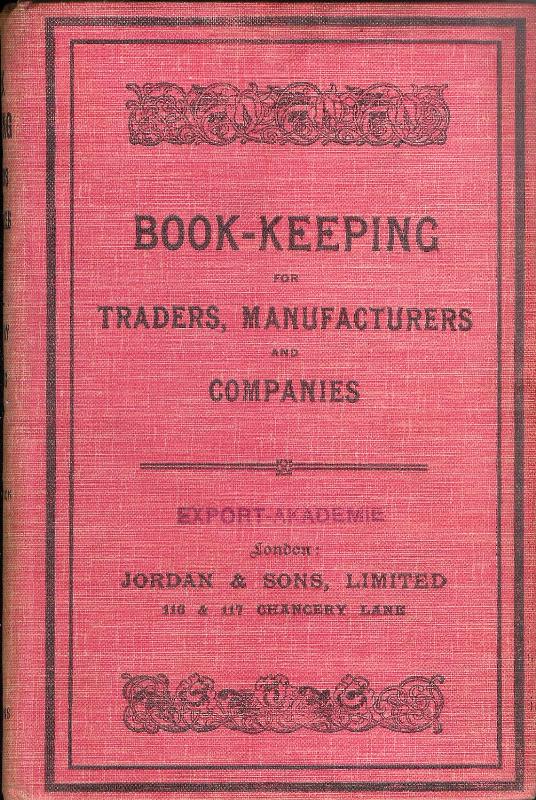 BOOK-KEEPING
FOR
TRADERS, MANUFACTURERS
AND
COMPANIES
EXPORT-AKADEMIE
London:
JORDAN & SONS, LIMITED
116 & 117 CHANCERY LANE